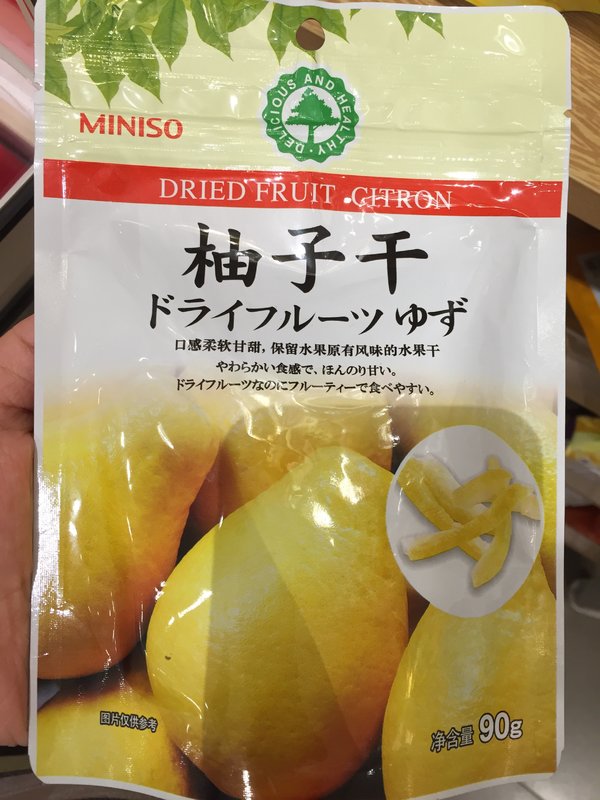 MINISO
DELICIOUS AND HEALTHY
DRIED FRUIT CITRON
柚子干
ドライフルーツ ゆず
口感柔软甘甜，保留水果原有风味的水果干
やわらかい食感で、ほんのり甘い。
ドライフルーツなのにフルーティーで食べやすい。
图片仅供参考
净含量 90g